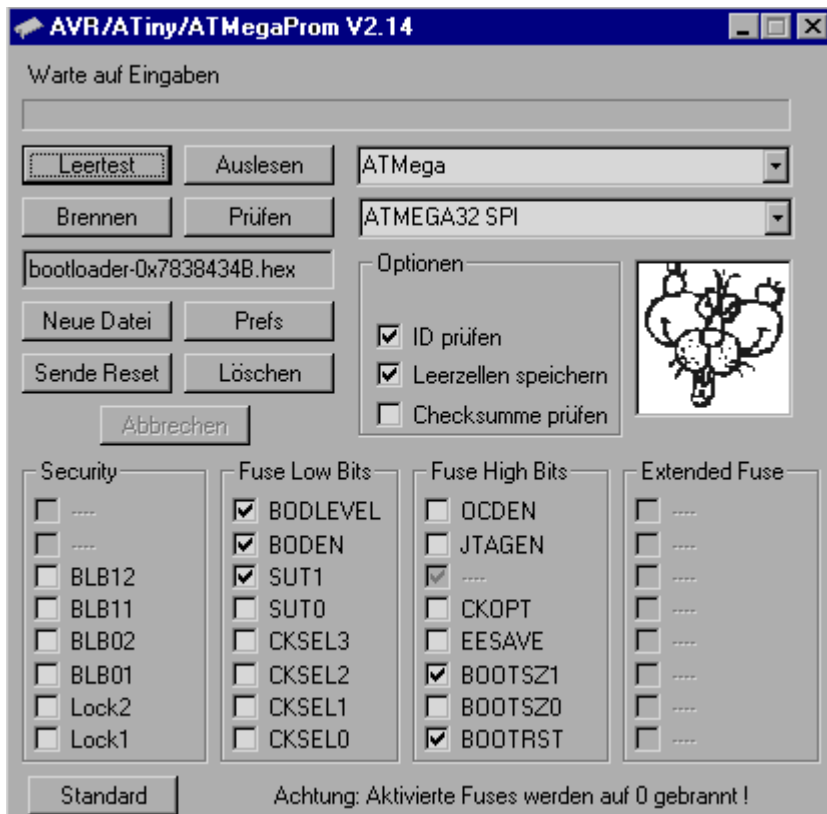 AVR/ATiny/ATMegaProm V2.14
Warte auf Eingaben
Leertest Auslesen ATMega
Brennen Prüfen ATMEGA32 SPI
bootloader-0x7838434B.hex
Neue Datei Prefs
Sende Reset Löschen
Abbrechen
Optionen
ID prüfen
Leerzellen speichern
Checksumme prüfen
Security
----
----
BLB12
BLB11
BLB02
BLB01
Lock2
Lock1
Fuse Low Bits
BODLEVEL
BODEN
SUT1
SUT0
CKSEL3
CKSEL2
CKSEL1
CKSEL0
Fuse High Bits
OCDEN
JTAGEN
----
CKOPT
EESAVE
BOOTSZ1
BOOTSZ0
BOOTRST
Extended Fuse
----
----
----
----
----
----
----
----
Standard
Achtung: Aktivierte Fuses werden auf 0 gebrannt !